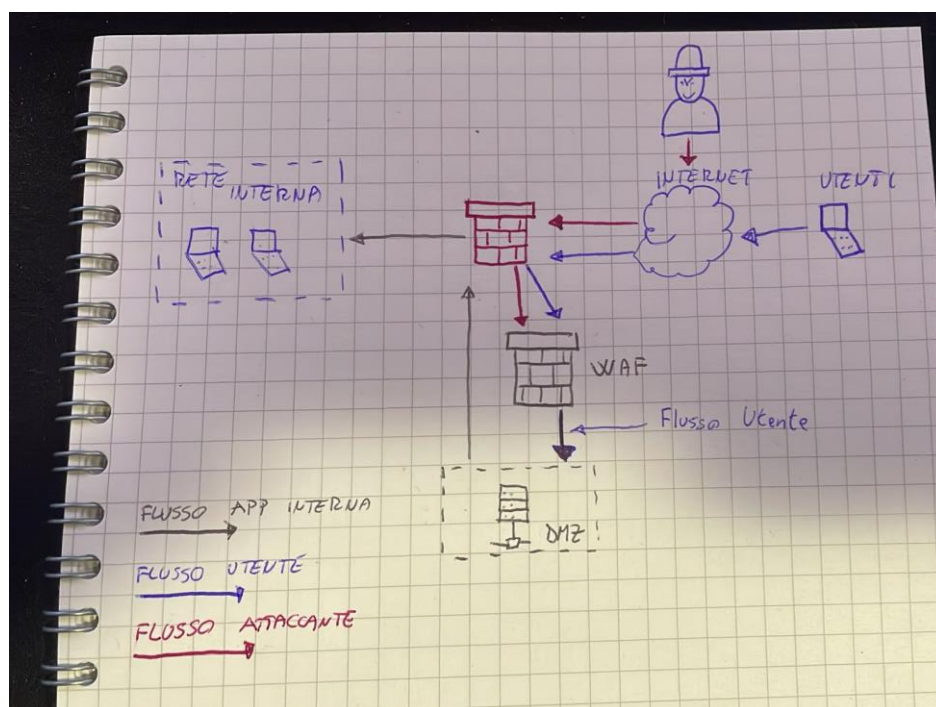 INTERNET
UTENTI
RETE
INTERNA
WAF
Flusso Utente
DMZ
FLUSSO APP INTERNA
FLUSSO UTENTE
FLUSSO ATTACCANTE